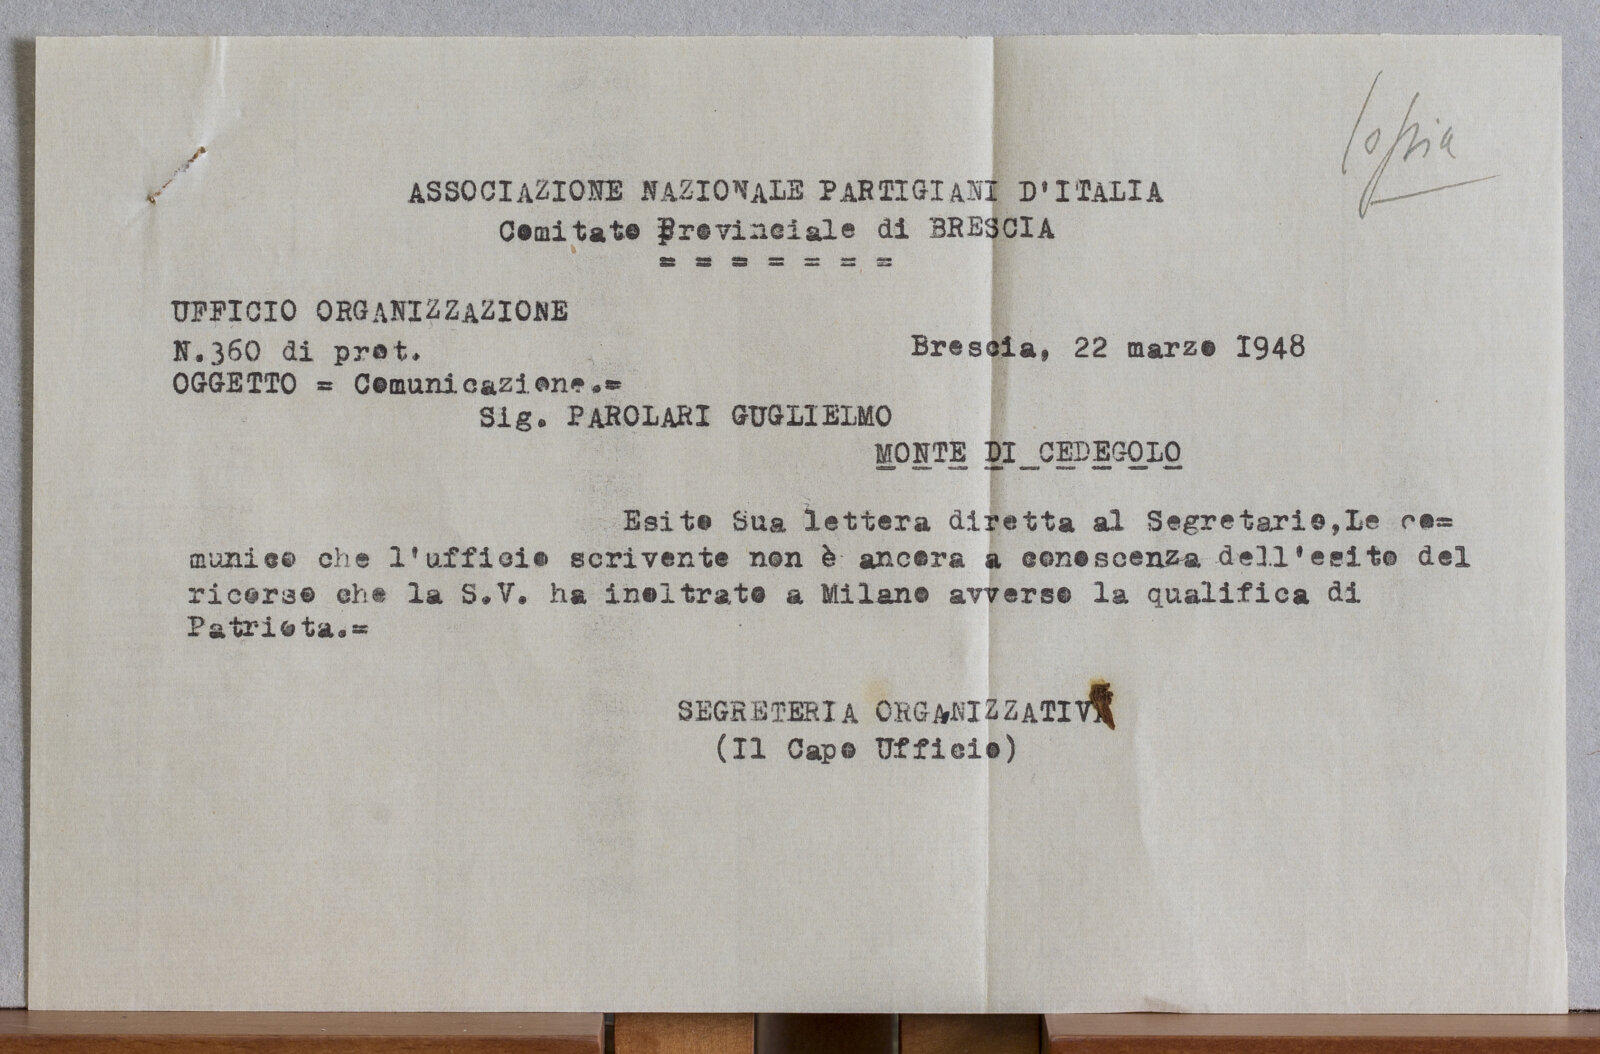 Copia
ASSOCIAZIONE NAZIONALE PARTIGIANI D'ITALIA
Comitato Provinciale di BRESCIA
= = = = = = =
UFFICIO ORGANIZZAZIONE
N.360 di prot.
Brescia, 22 marzo 1948
OGGETTO = Comunicazione.=
Sig. PAROLARI GUGLIELMO
MONTE DI CEDEGOLO
Esito Sua lettera diretta al Segretario,Le co=
munico che l'ufficio scrivente non è ancora a conoscenza dell'esito del
ricorso che la S.V. ha inoltrato a Milano avverso la qualifica di
Patriota.=
SEGRETERIA ORGANIZZATIVA
(Il Capo Ufficio)